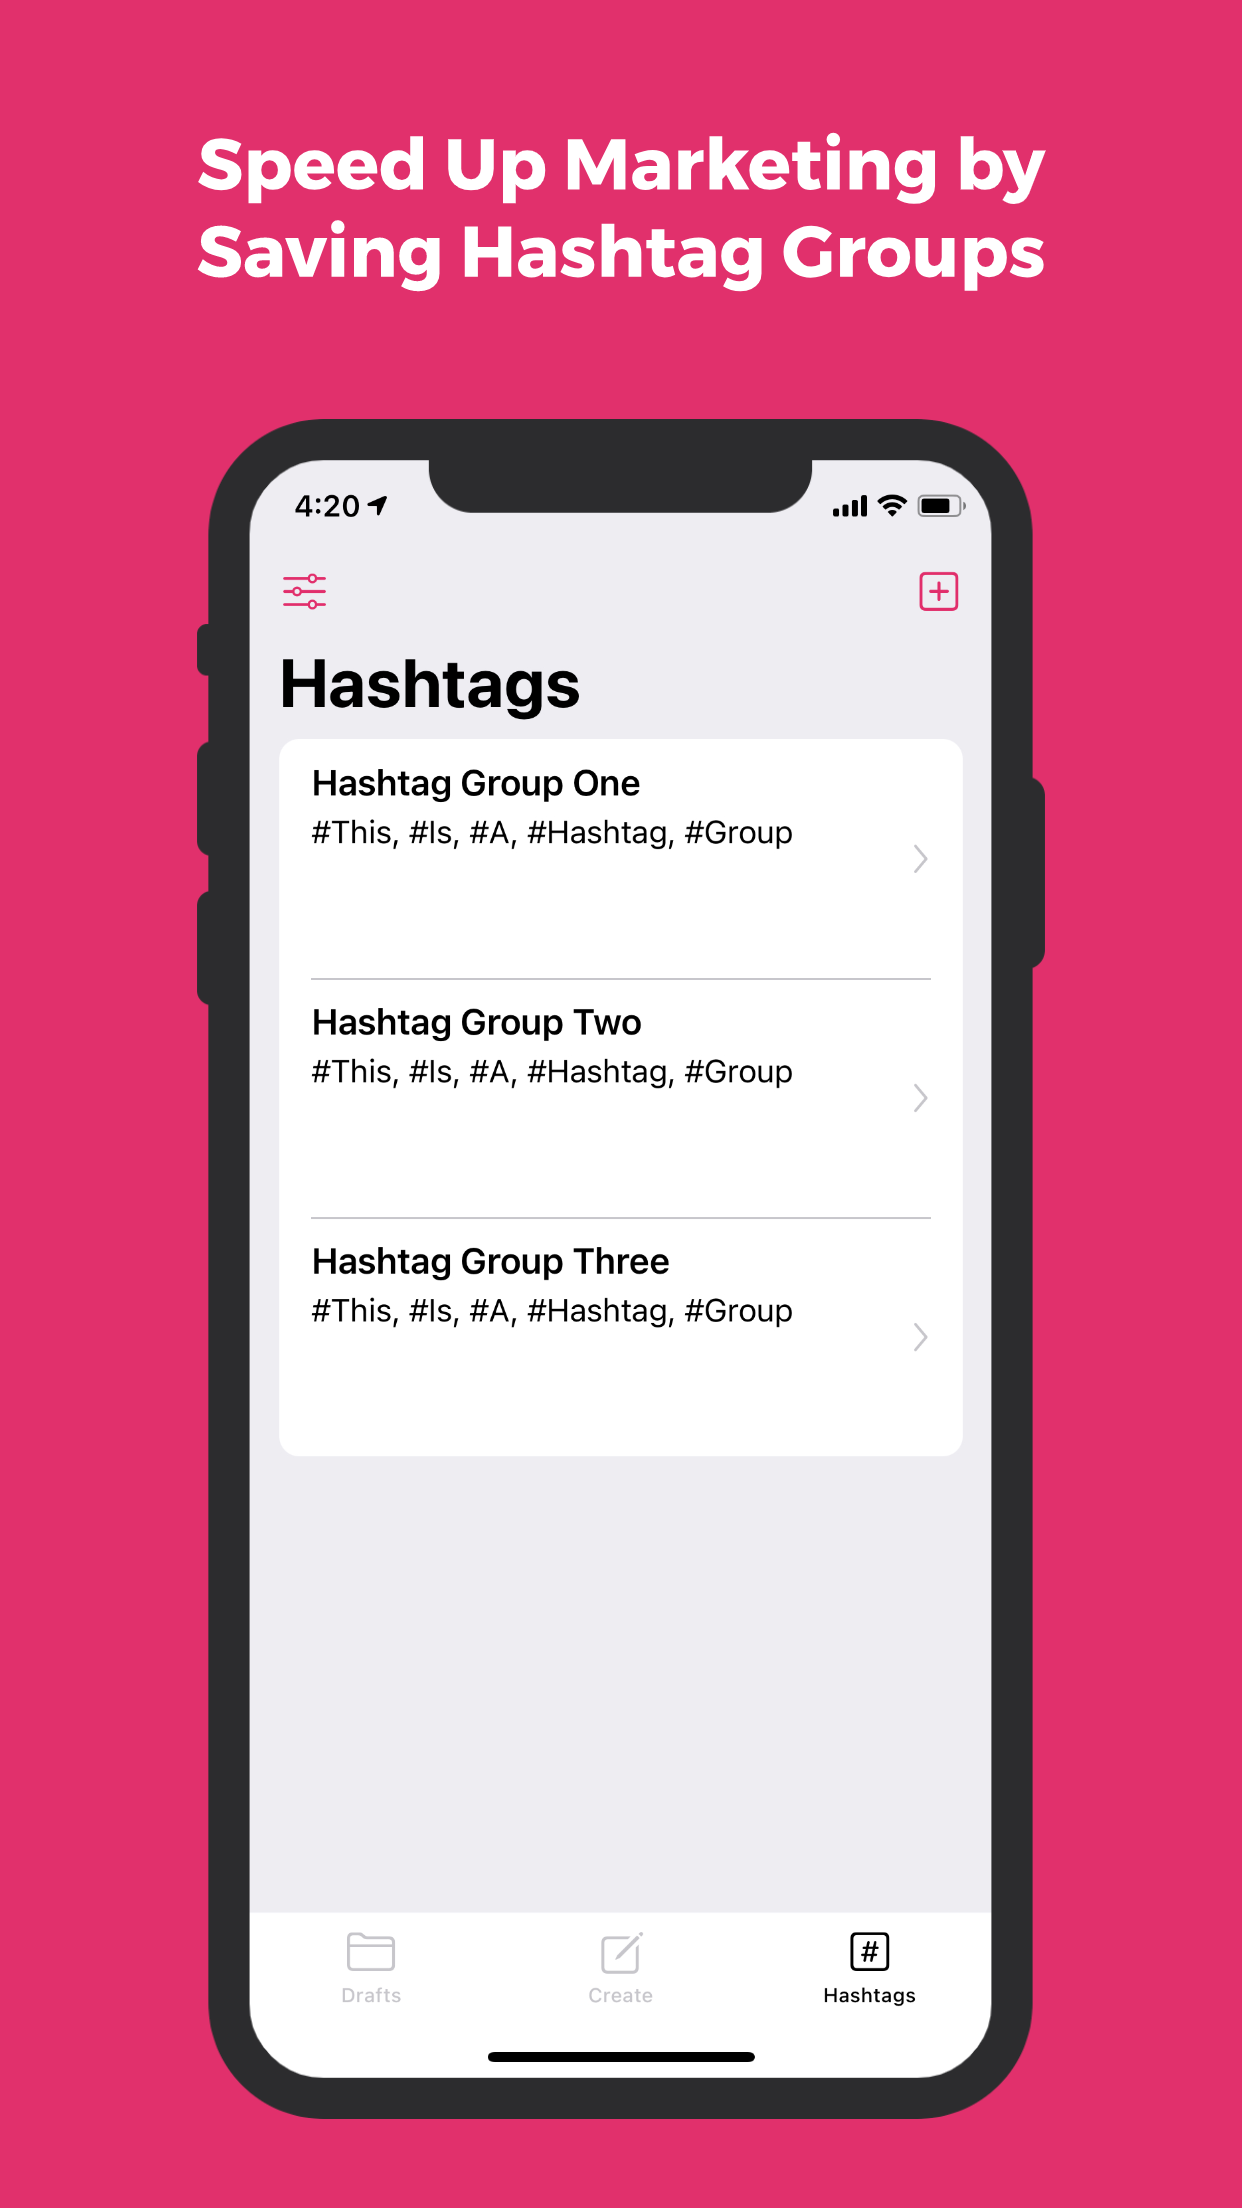 Speed Up Marketing by
Saving Hashtag Groups
4:20
Hashtags
Hashtag Group One
#This, #Is, #A, #Hashtag, #Group
Hashtag Group Two
#This, #Is, #A, #Hashtag, #Group
Hashtag Group Three
#This, #Is, #A, #Hashtag, #Group
#
Drafts
Create
Hashtags